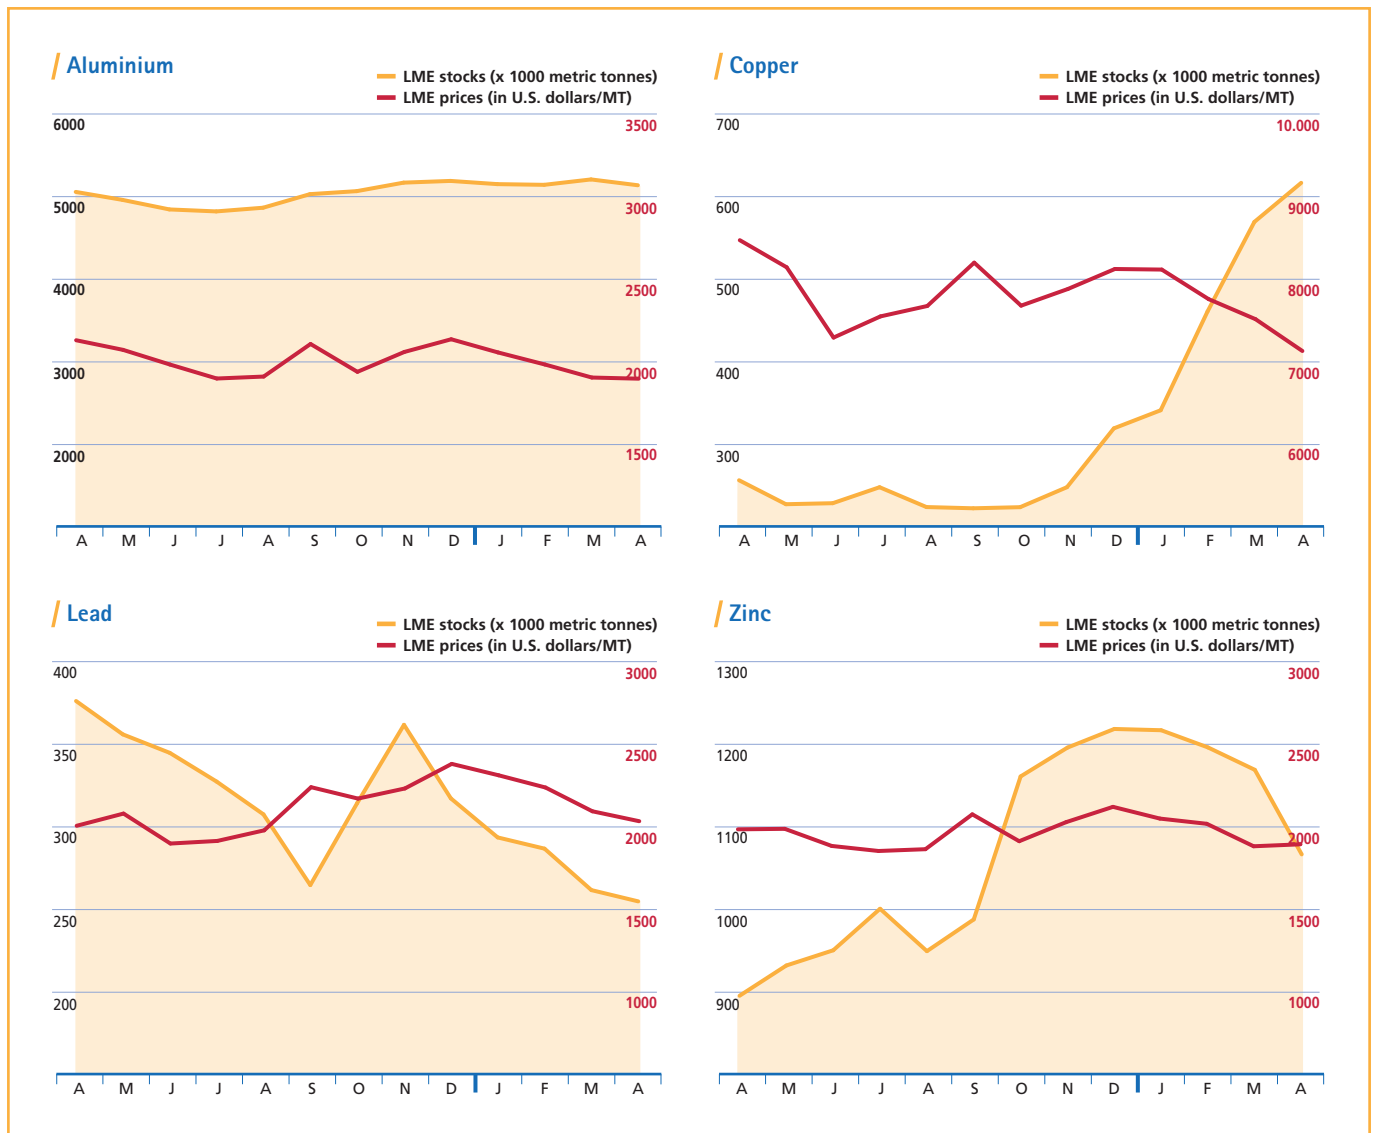 Aluminium
LME stocks (x 1000 metric tonnes)
LME prices (in U.S. dollars/MT)
6000 3500
5000 3000
4000 2500
3000 2000
2000 1500
A M J J A S O N D J F M A
Copper
LME stocks (x 1000 metric tonnes)
LME prices (in U.S. dollars/MT)
700 10.000
600 9000
500 8000
400 7000
300 6000
A M J J A S O N D J F M A
Lead
LME stocks (x 1000 metric tonnes)
LME prices (in U.S. dollars/MT)
400 3000
350 2500
300 2000
250 1500
200 1000
A M J J A S O N D J F M A
Zinc
LME stocks (x 1000 metric tonnes)
LME prices (in U.S. dollars/MT)
1300 3000
1200 2500
1100 2000
1000 1500
900 1000
A M J J A S O N D J F M A